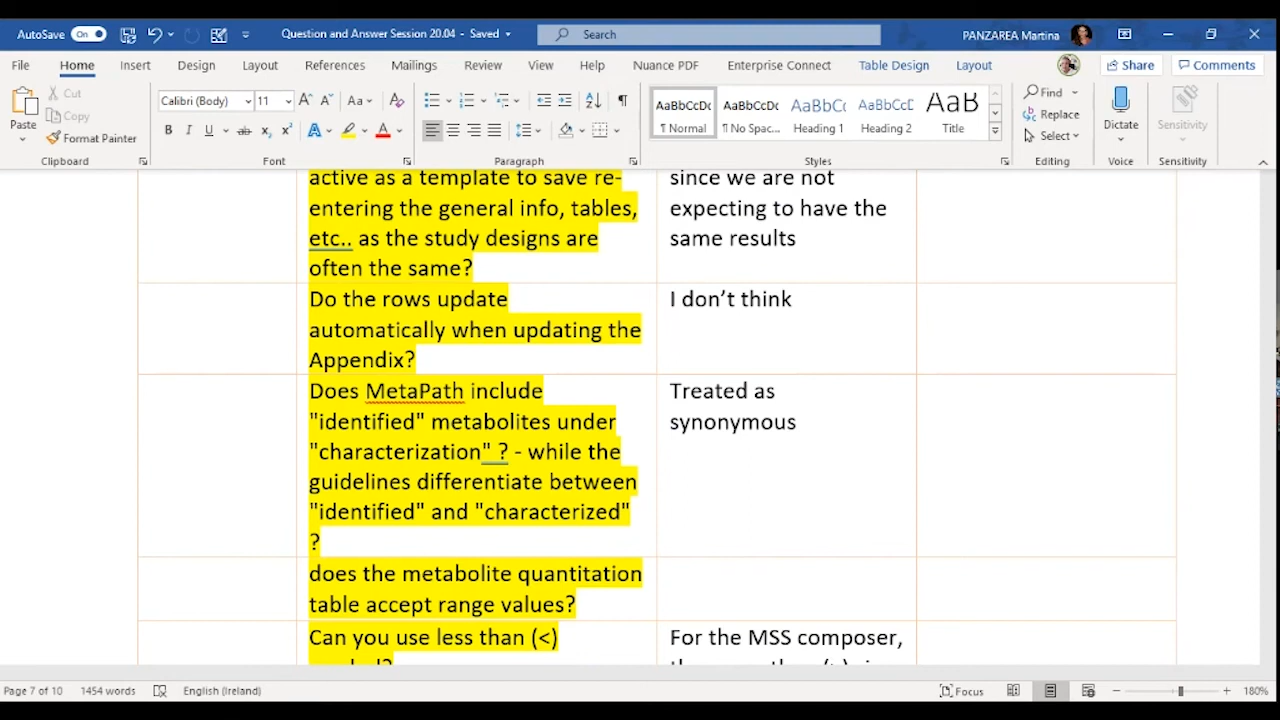 AutoSave On Question and Answer Session 20.04 - Saved Search PANZAREA Martina
File Home Insert Design Layout References Mailings Review View Help Nuance PDF Enterprise Connect Table Design Layout Share Comments
Paste
Cut
Copy
Format Painter
Clipboard
Calibri (Body) 11
Font
Paragraph
AaBbCcDc AaBbCcDc AaBbC AaBbCcD AaB
¶ Normal ¶ No Spac... Heading 1 Heading 2 Title
Styles
Find
Replace
Select
Editing
Dictate
Voice
Sensitivity
Sensitivity
active as a template to save re-
entering the general info, tables,
etc.. as the study designs are
often the same?
since we are not
expecting to have the
same results
Do the rows update
automatically when updating the
Appendix?
I don’t think
Does MetaPath include
"identified" metabolites under
"characterization" ? - while the
guidelines differentiate between
"identified" and "characterized"
?
Treated as
synonymous
does the metabolite quantitation
table accept range values?
Can you use less than (<)
For the MSS composer,
Page 7 of 10 1454 words English (Ireland) Focus 180%